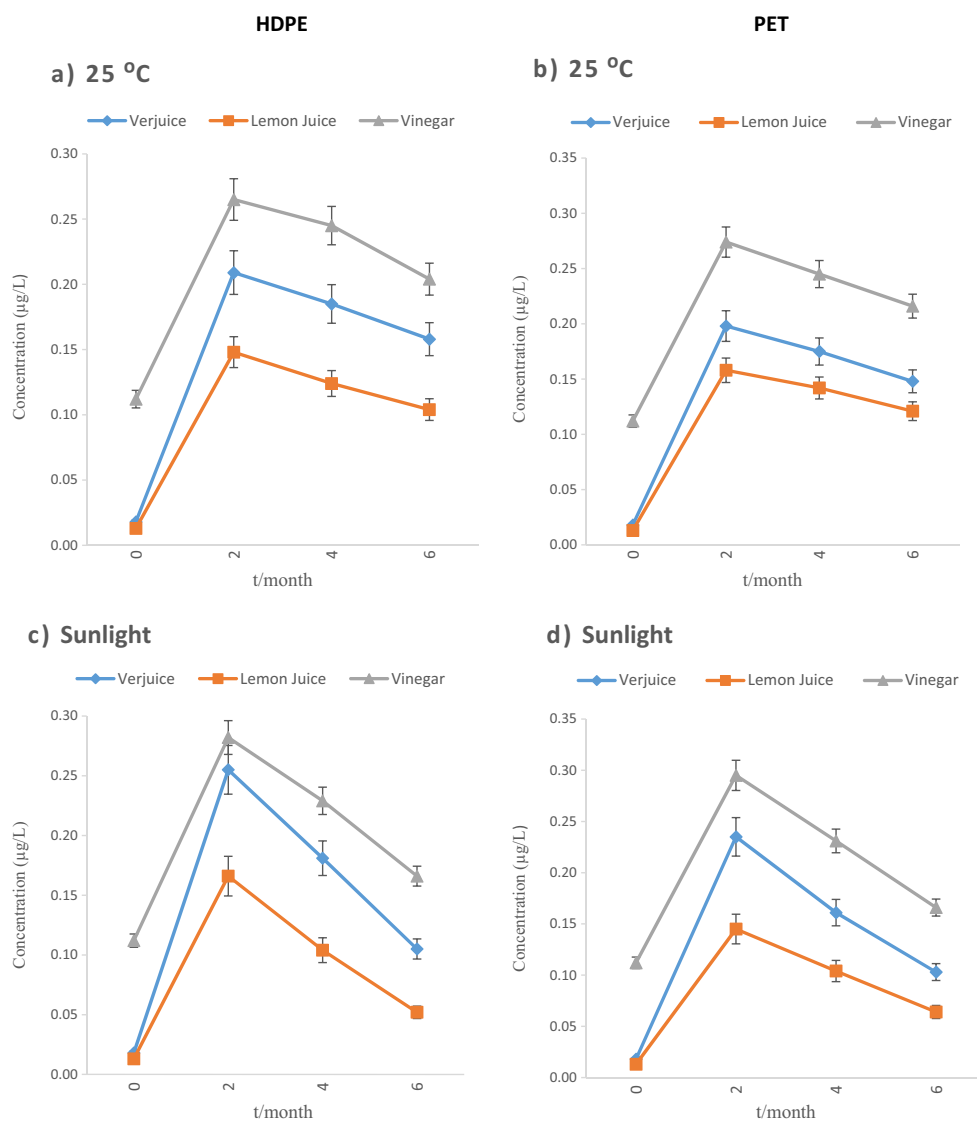 HDPE PET
a) 25 °C
b) 25 °C
Verjuice Lemon Juice Vinegar
Verjuice Lemon Juice Vinegar
0.30
0.25
0.20
0.15
0.10
0.05
0.00
Concentration (µg/L)
0 2 4 6
t/month
0.35
0.30
0.25
0.20
0.15
0.10
0.05
0.00
Concentration (µg/L)
0 2 4 6
t/month
c) Sunlight
d) Sunlight
Verjuice Lemon Juice Vinegar
Verjuice Lemon Juice Vinegar
0.30
0.25
0.20
0.15
0.10
0.05
0.00
Concentration (µg/L)
0 2 4 6
t/month
0.35
0.30
0.25
0.20
0.15
0.10
0.05
0.00
Concentration (µg/L)
0 2 4 6
t/month